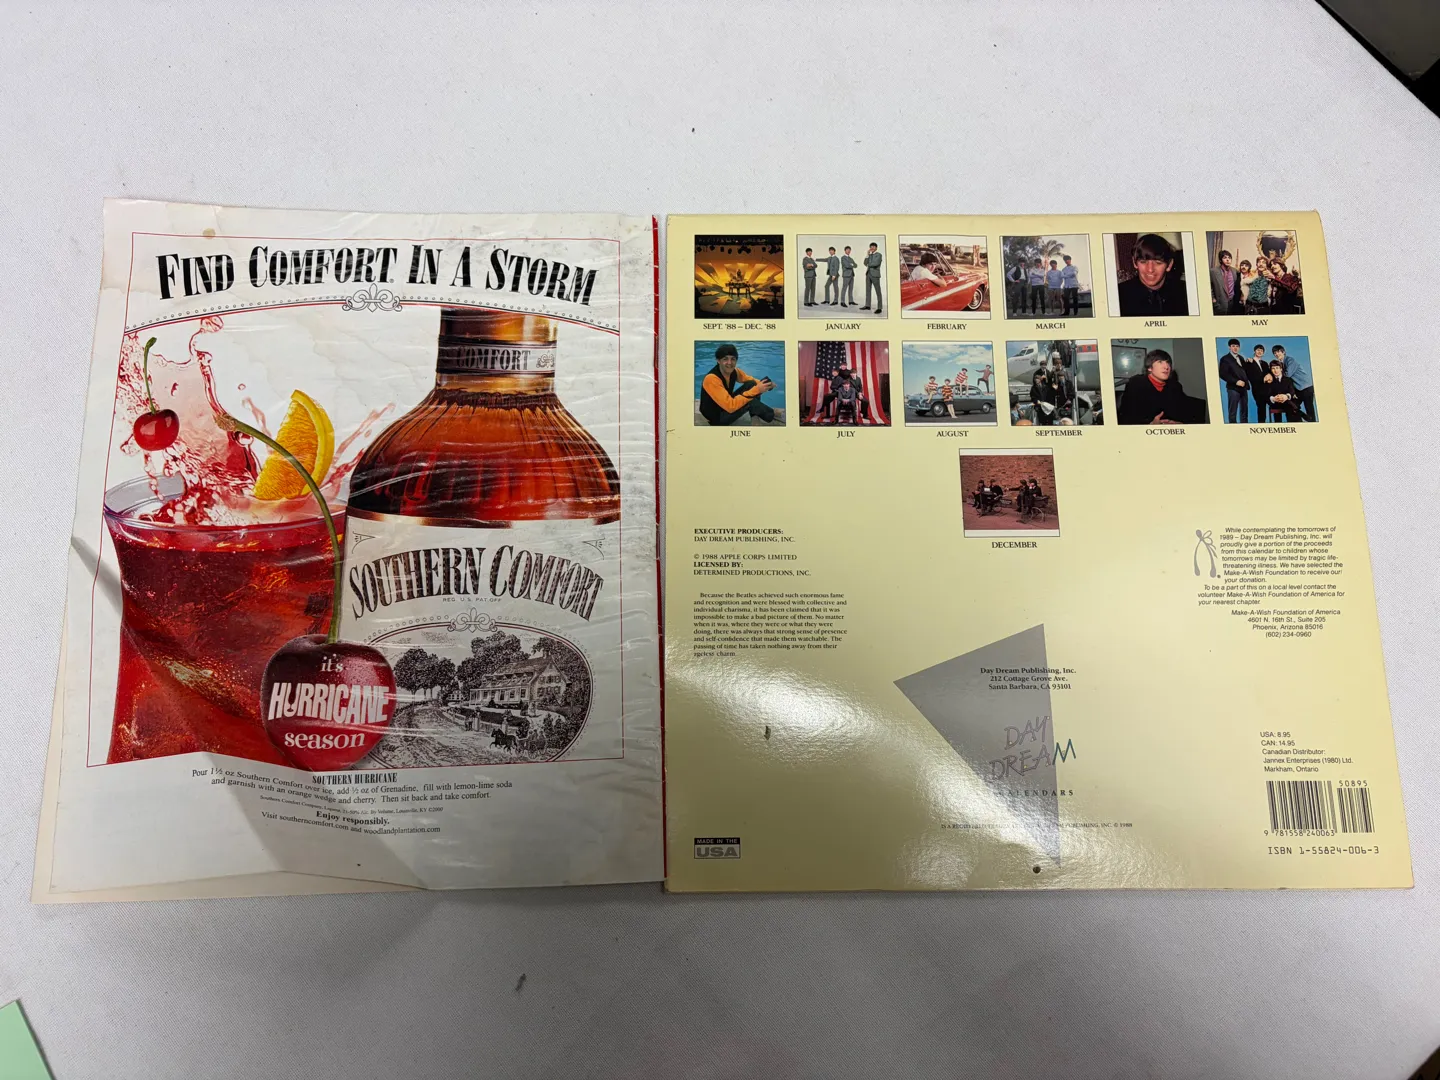 FIND COMFORT IN A STORM
COMFORT
SOUTHERN COMFORT
REG. U.S. PAT. OFF.
it's
HURRICANE
season
SOUTHERN HURRICANE
Pour 1½ oz Southern Comfort over ice, add ½ oz of Grenadine, fill with lemon-lime soda
and garnish with an orange wedge and cherry. Then sit back and take comfort.
Southern Comfort Company, Louisville, KY ©2000
Enjoy responsibly.
Visit southerncomfort.com and woodlandplantation.com
SEPT. '88 – DEC. '88
JANUARY
FEBRUARY
MARCH
APRIL
MAY
JUNE
JULY
AUGUST
SEPTEMBER
OCTOBER
NOVEMBER
DECEMBER
EXECUTIVE PRODUCERS:
DAY DREAM PUBLISHING, INC.
© 1988 APPLE CORPS LIMITED
LICENSED BY:
DETERMINED PRODUCTIONS, INC.
Because the Beatles achieved such enormous fame
and recognition and were blessed with collective and
individual charisma, it has been claimed that it was
impossible to make a bad picture of them. No matter
when it was, where they were or what they were
doing, there was always that strong sense of presence
and self-confidence that made them watchable. The
passing of time has taken nothing away from their
ageless charm.
While contemplating the tomorrows of
1989 – Day Dream Publishing, Inc. will
proudly give a portion of the proceeds
from this calendar to children whose
tomorrows may be limited by tragic life-
threatening illness. We have selected the
Make-A-Wish Foundation to receive our
your donation.
To be a part of this on a local level contact the
volunteer Make-A-Wish Foundation of America for
your nearest chapter.
Make-A-Wish Foundation of America
4601 N. 16th St., Suite 205
Phoenix, Arizona 85016
(602) 234-0960
Day Dream Publishing, Inc.
212 Cottage Grove Ave.
Santa Barbara, CA 93101
DAY
DREAM
CALENDARS
IS A REGISTERED PUBLISHING, INC. © 1988
MADE IN THE
USA
USA: 8.95
CAN: 14.95
Canadian Distributor:
Jannex Enterprises (1980) Ltd.
Markham, Ontario
50895
9 781558 240063
ISBN 1-55824-006-3